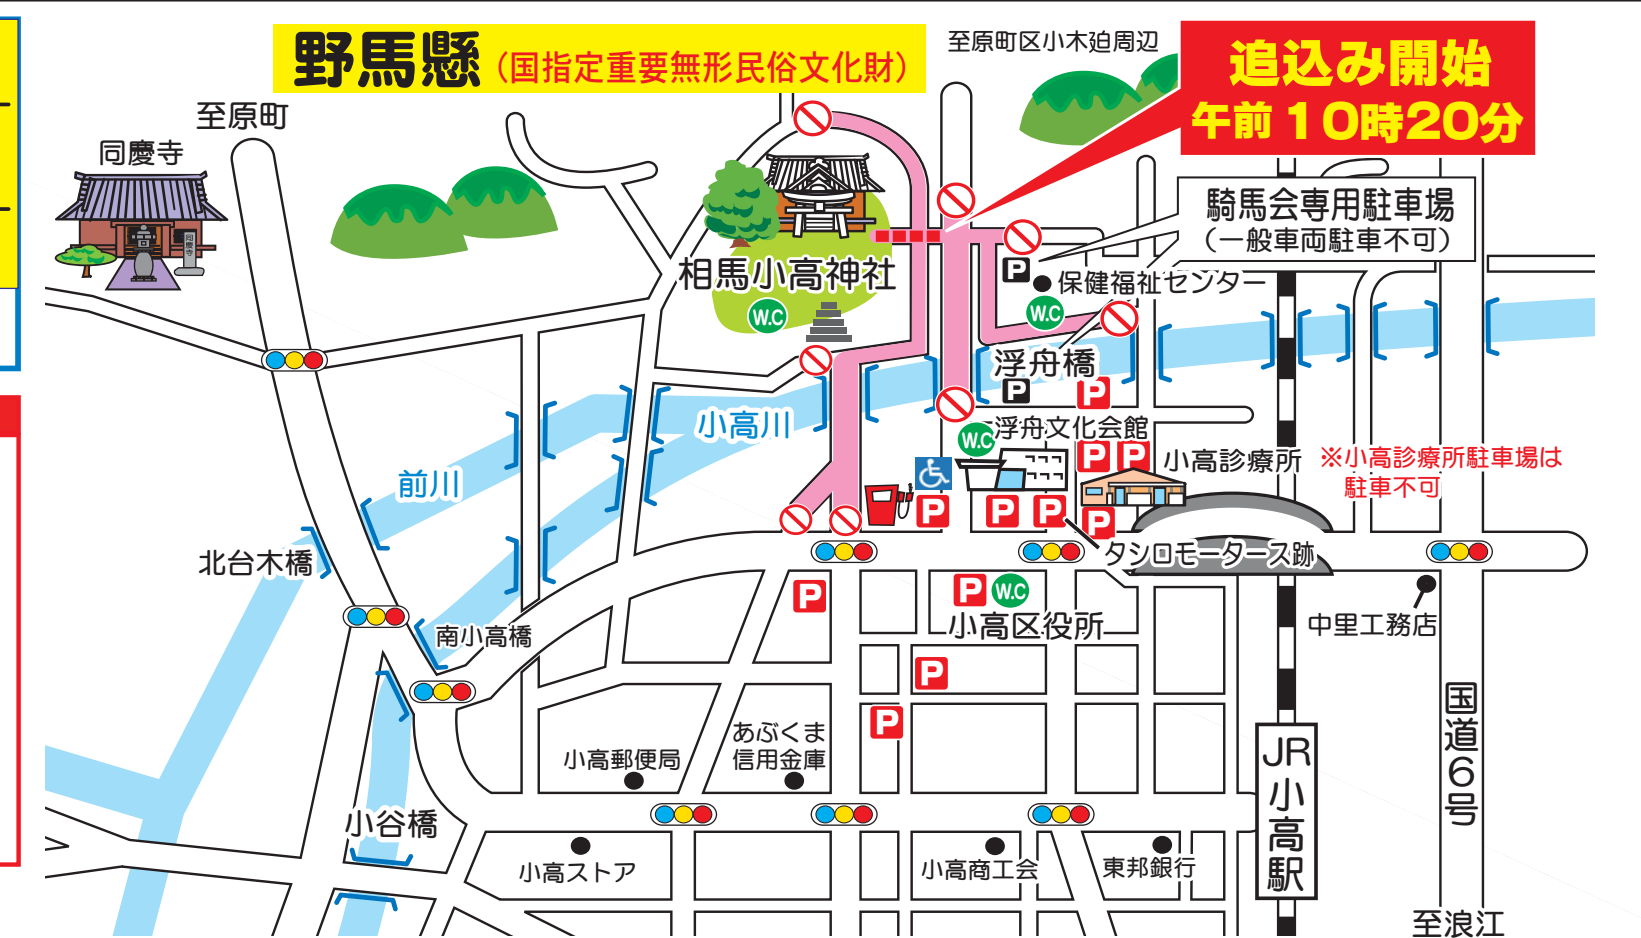 野馬懸（国指定重要無形民俗文化財）
至原町区小木廹周辺
追込み開始
午前10時20分
至原町
同慶寺
同慶寺
騎馬会専用駐車場
（一般車両駐車不可）
P
相馬小高神社
保健福祉センター
W.C
W.C
浮舟橋
P
P
小高川
W.C
浮舟文化会館
P
P
小高診療所
※小高診療所駐車場は
駐車不可
前川
P
P
P
P
タシロモータース跡
北台木橋
P
P
W.C
小高区役所
中里工務店
南小高橋
P
P
国道6号
あぶくま
信用金庫
小高郵便局
JR小高駅
小谷橋
小高ストア
小高商工会
東邦銀行
至浪江